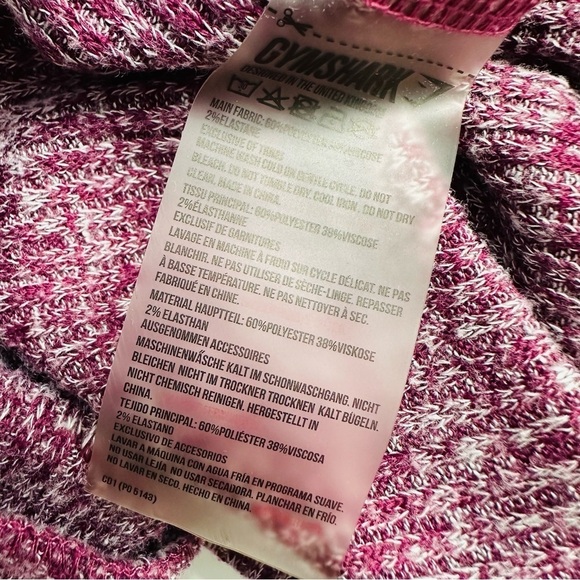 GYMSHARK
DESIGNED IN THE UNITED KINGDOM
MAIN FABRIC: 60%POLYESTER 38%VISCOSE
2%ELASTANE
EXCLUSIVE OF TRIMS
MACHINE WASH COLD ON GENTLE CYCLE. DO NOT
BLEACH. DO NOT TUMBLE DRY. COOL IRON. DO NOT DRY
CLEAN. MADE IN CHINA.
TISSU PRINCIPAL: 60%POLYESTER 38%VISCOSE
2%ÉLASTHANNE
EXCLUSIF DE GARNITURES
LAVAGE EN MACHINE À FROID SUR CYCLE DÉLICAT. NE PAS
BLANCHIR. NE PAS UTILISER DE SÈCHE-LINGE. REPASSER
À BASSE TEMPÉRATURE. NE PAS NETTOYER À SEC.
FABRIQUÉ EN CHINE.
MATERIAL HAUPTTEIL: 60%POLYESTER 38%VISKOSE
2% ELASTHAN
AUSGENOMMEN ACCESSOIRES
MASCHINENWÄSCHE KALT IM SCHONWASCHGANG. NICHT
BLEICHEN NICHT IM TROCKNER TROCKNEN KALT BÜGELN.
NICHT CHEMISCH REINIGEN. HERGESTELLT IN
CHINA.
TEJIDO PRINCIPAL: 60%POLIÉSTER 38%VISCOSA
2% ELASTANO
EXCLUSIVO DE ACCESORIOS
LAVAR A MÁQUINA CON AGUA FRÍA EN PROGRAMA SUAVE.
NO USAR LEJÍA. NO USAR SECADORA. PLANCHAR EN FRÍO.
NO LAVAR EN SECO. HECHO EN CHINA.
C01 (PO 5143)